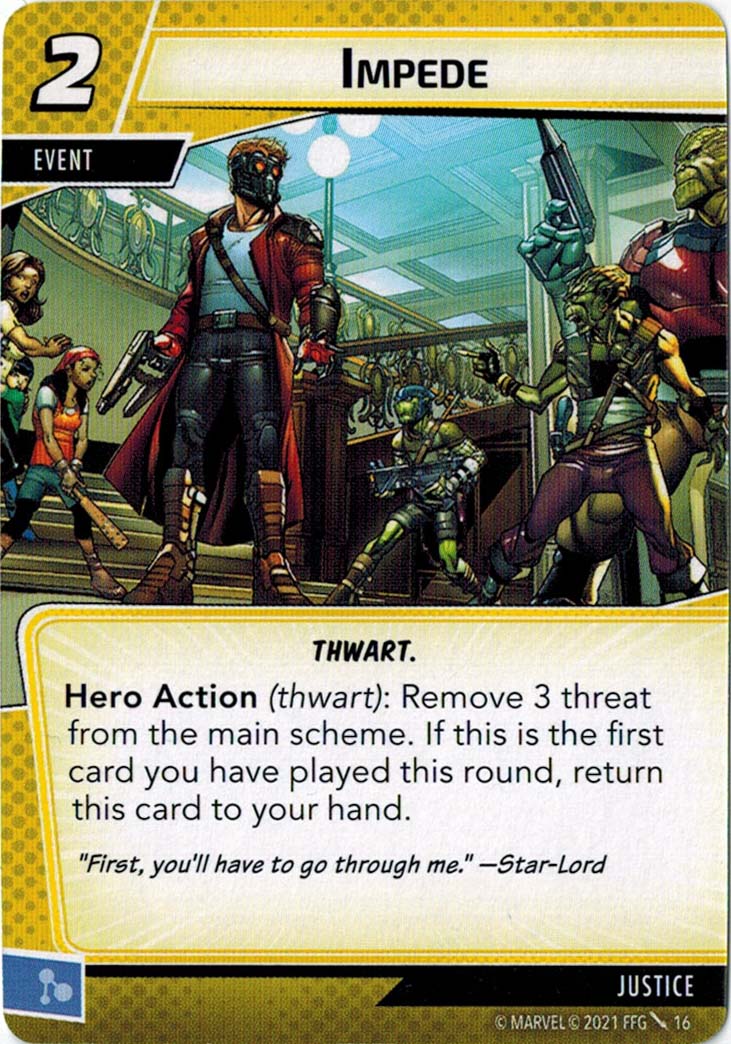 2
IMPEDE
EVENT
THWART.
Hero Action (thwart): Remove 3 threat
from the main scheme. If this is the first
card you have played this round, return
this card to your hand.
"First, you'll have to go through me." —Star-Lord
JUSTICE
© MARVEL © 2021 FFG 16